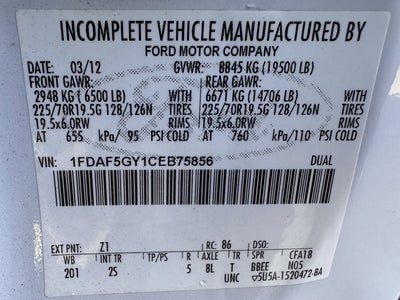 INCOMPLETE VEHICLE MANUFACTURED BY
FORD MOTOR COMPANY
DATE: 03/12 GVWR: 8845 KG (19500 LB)
FRONT GAWR: REAR GAWR:
2948 KG ( 6500 LB) WITH 6671 KG (14706 LB) WITH
225/70R19.5G 128/126N TIRES 225/70R19.5G 128/126N TIRES
19.5x6.0RW RIMS 19.5x6.0RW RIMS
AT 655 kPa/ 95 PSI COLD AT 760 kPa/110 PSI COLD
VIN: 1FDAF5GY1CEB75856 DUAL
EXT PNT: Z1 RC: 86 DSO:
WB INT TR TP/PS R AXLE TR SPR CFA18
201 2S 5 8L T BBEE N05
UNC 5U5A-1520472-BA